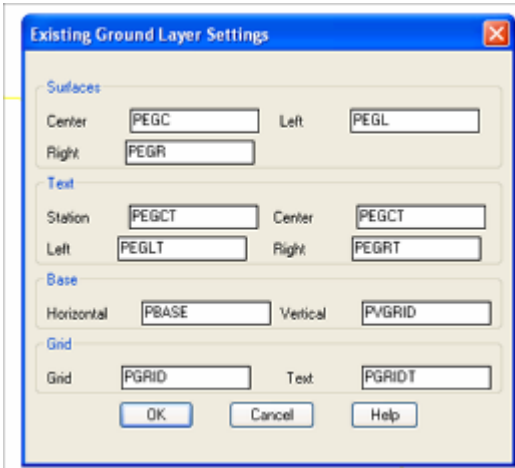 Existing Ground Layer Settings
Surfaces
Center PEGC Left PEGL
Right PEGR
Text
Station PEGCT Center PEGCT
Left PEGLT Right PEGRT
Base
Horizontal PBASE Vertical PVGRID
Grid
Grid PGRID Text PGRIDT
OK Cancel Help